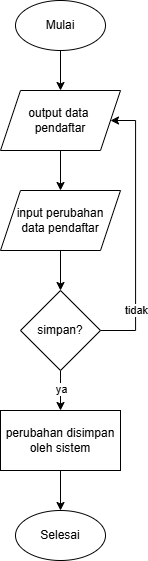 Mulai
output data
pendaftar
input perubahan
data pendaftar
simpan?
tidak
ya
perubahan disimpan
oleh sistem
Selesai